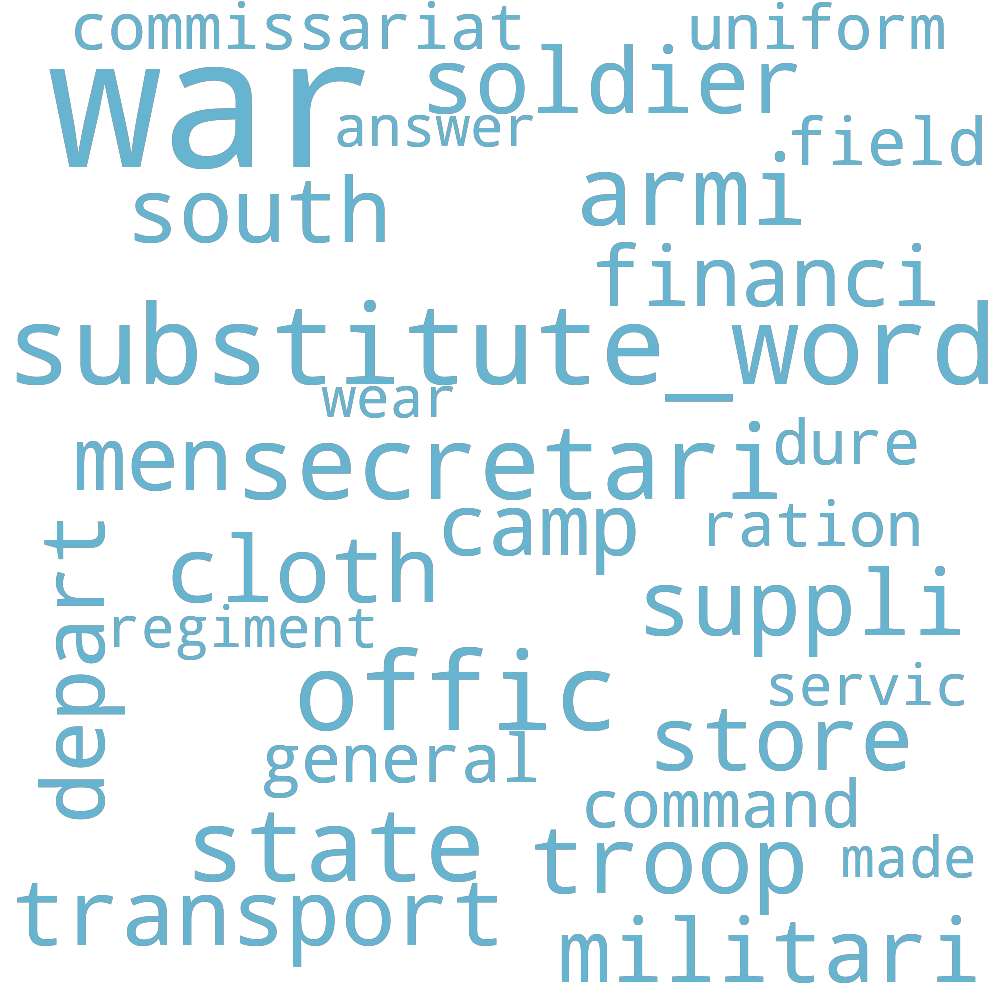 commissariat uniform
war soldier
answer field
south armi
financi
substitute_word
wear
men secretari dure
camp ration
cloth suppli
depart regiment
offic servic
general store
command
state troop made
transport militari